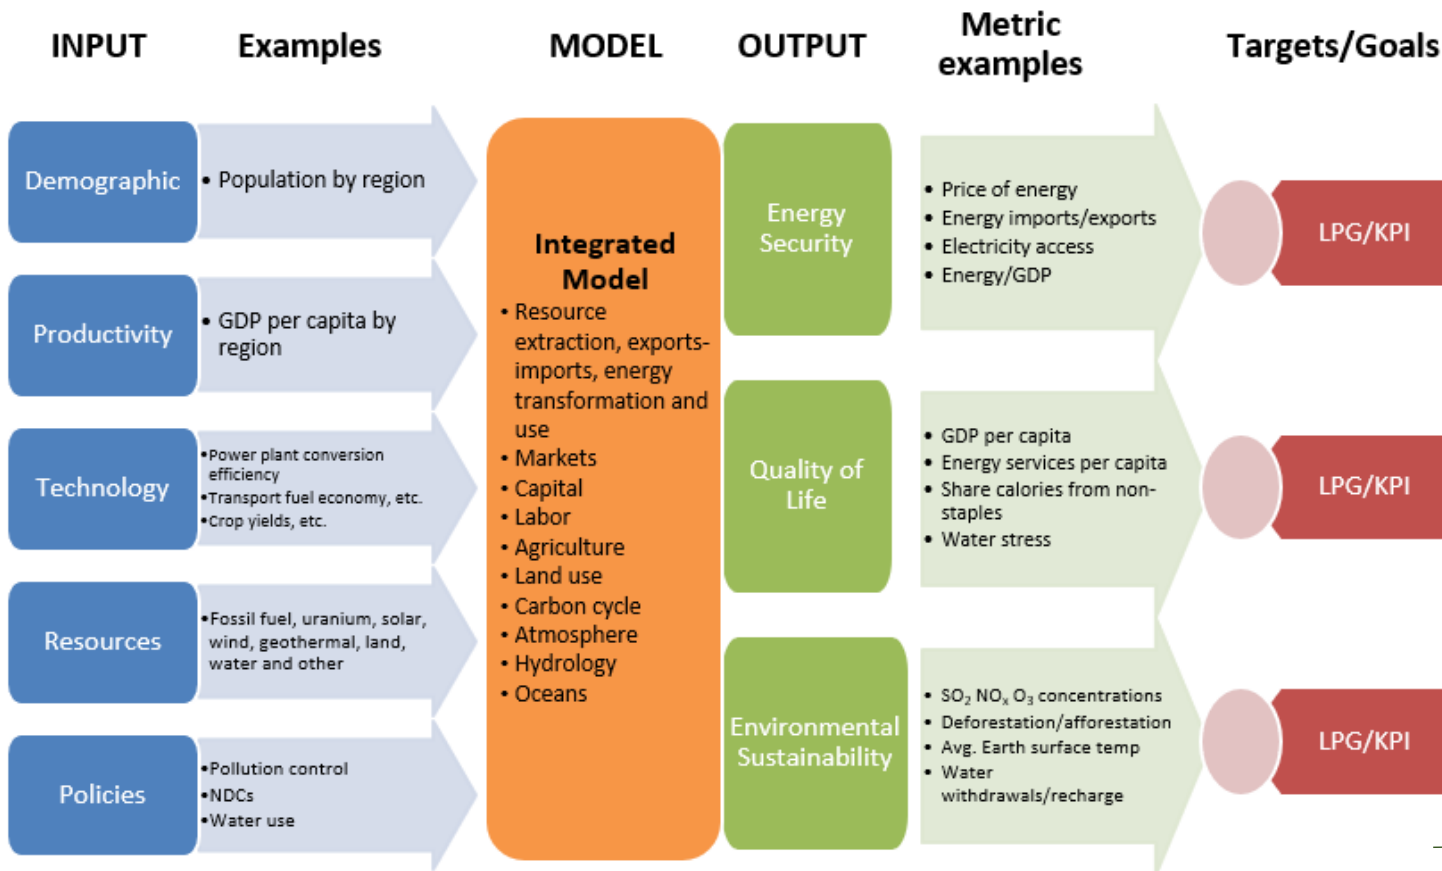 INPUT
Examples
MODEL
OUTPUT
Metric
examples
Targets/Goals
Demographic
• Population by region
Productivity
• GDP per capita by
region
Technology
•Power plant conversion
efficiency
•Transport fuel economy, etc.
•Crop yields, etc.
Resources
•Fossil fuel, uranium, solar,
wind, geothermal, land,
water and other
Policies
•Pollution control
•NDCs
•Water use
Integrated
Model
• Resource
extraction, exports-
imports, energy
transformation and
use
• Markets
• Capital
• Labor
• Agriculture
• Land use
• Carbon cycle
• Atmosphere
• Hydrology
• Oceans
Energy
Security
• Price of energy
• Energy imports/exports
• Electricity access
• Energy/GDP
LPG/KPI
Quality of
Life
• GDP per capita
• Energy services per capita
• Share calories from non-
staples
• Water stress
LPG/KPI
Environmental
Sustainability
• SO₂ NOₓ O₃ concentrations
• Deforestation/afforestation
• Avg. Earth surface temp
• Water
withdrawals/recharge
LPG/KPI